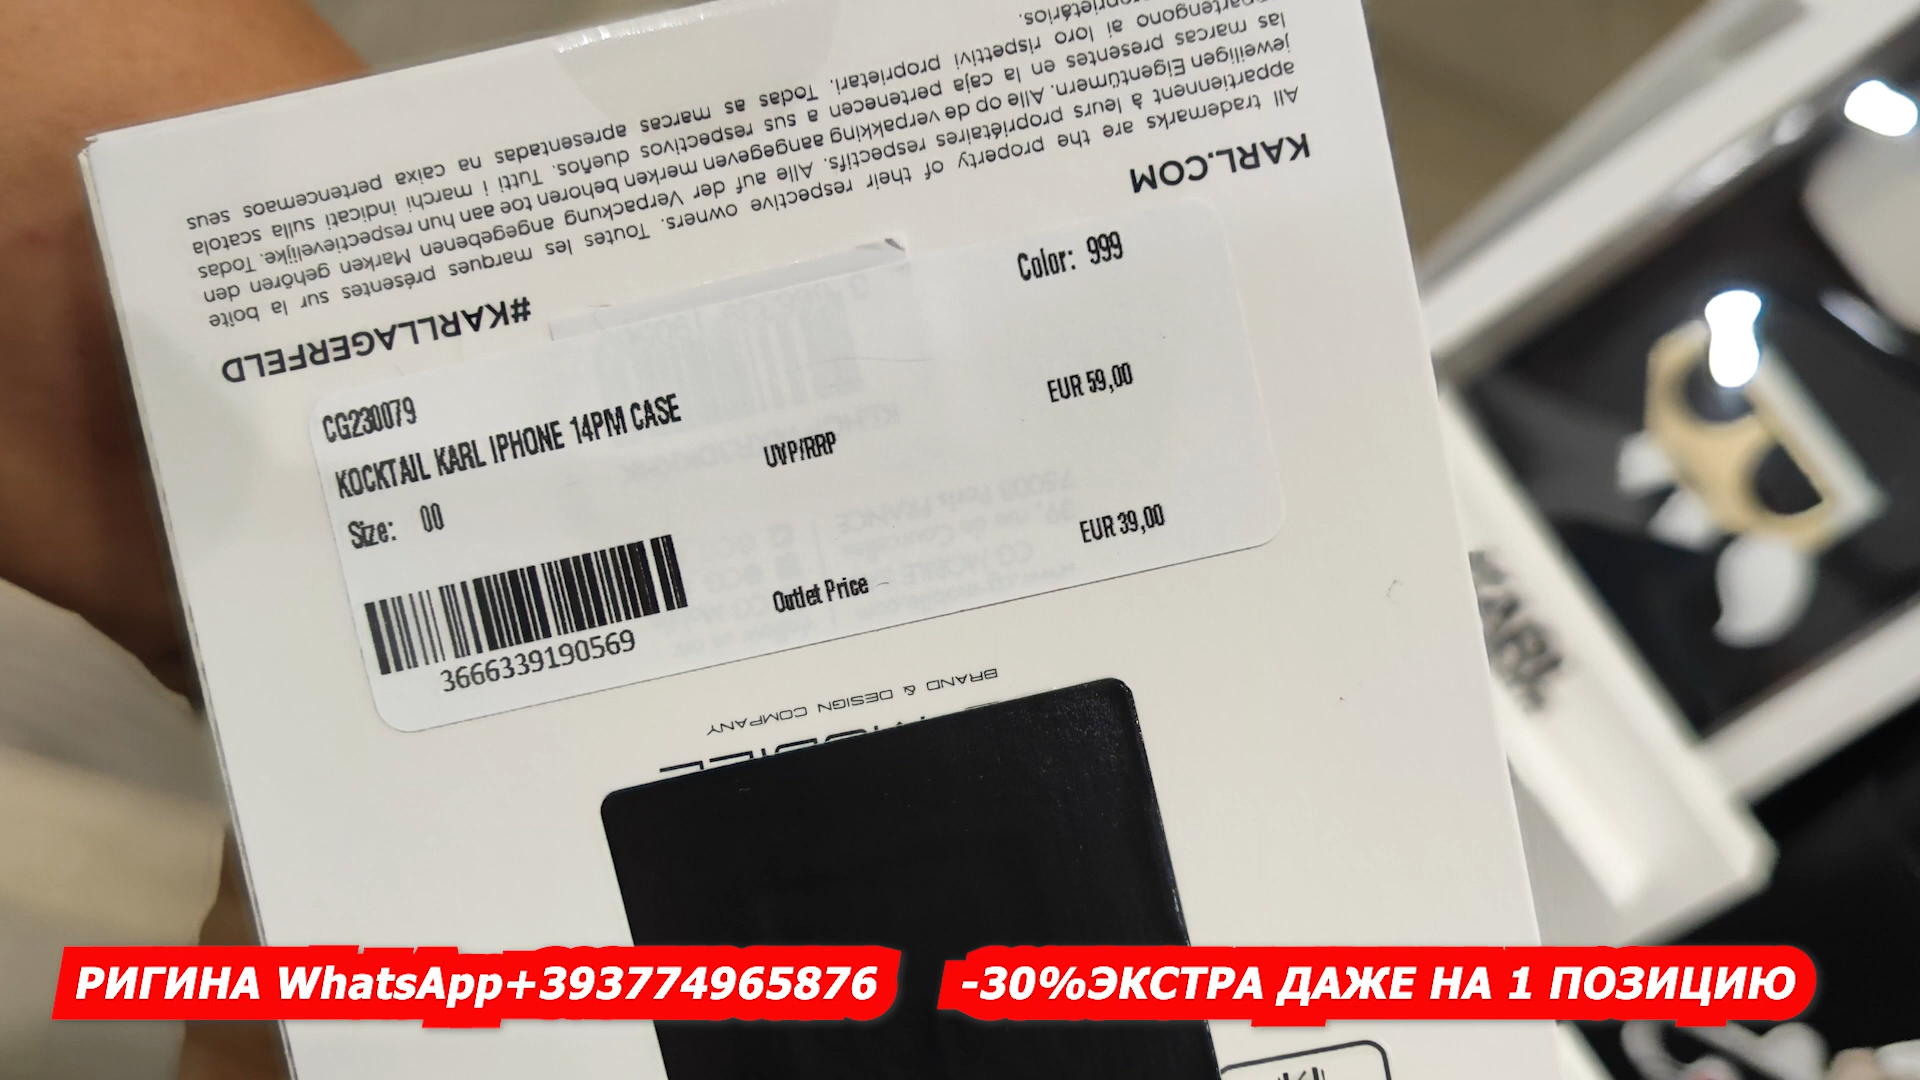 CG230079
KOCKTAIL KARL IPHONE 14PM CASE
Size: 00
Color: 999
UVP/RRP
EUR 59,00
Outlet Price
EUR 39,00
3666339190569
#KARLLAGERFELD
KARL.COM
All trademarks are the property of their respective owners. Toutes les marques présentes sur la boîte
appartiennent à leurs propriétaires respectifs. Alle auf der Verpackung angegebenen Marken gehören den
jeweiligen Eigentümern. Alle op de verpakking aangegeven merken behoren toe aan hun respectievelijke. Todas
las marcas presentes en la caja pertenecen a sus respectivos dueños. Tutti i marchi indicati sulla scatola
appartengono ai loro rispettivi proprietari. Todas as marcas apresentadas na caixa pertencemaos seus
proprietários.
BRAND & DESIGN COMPANY
KARL
РИГИНА WhatsApp+393774965876
-30%ЭКСТРА ДАЖЕ НА 1 ПОЗИЦИЮ